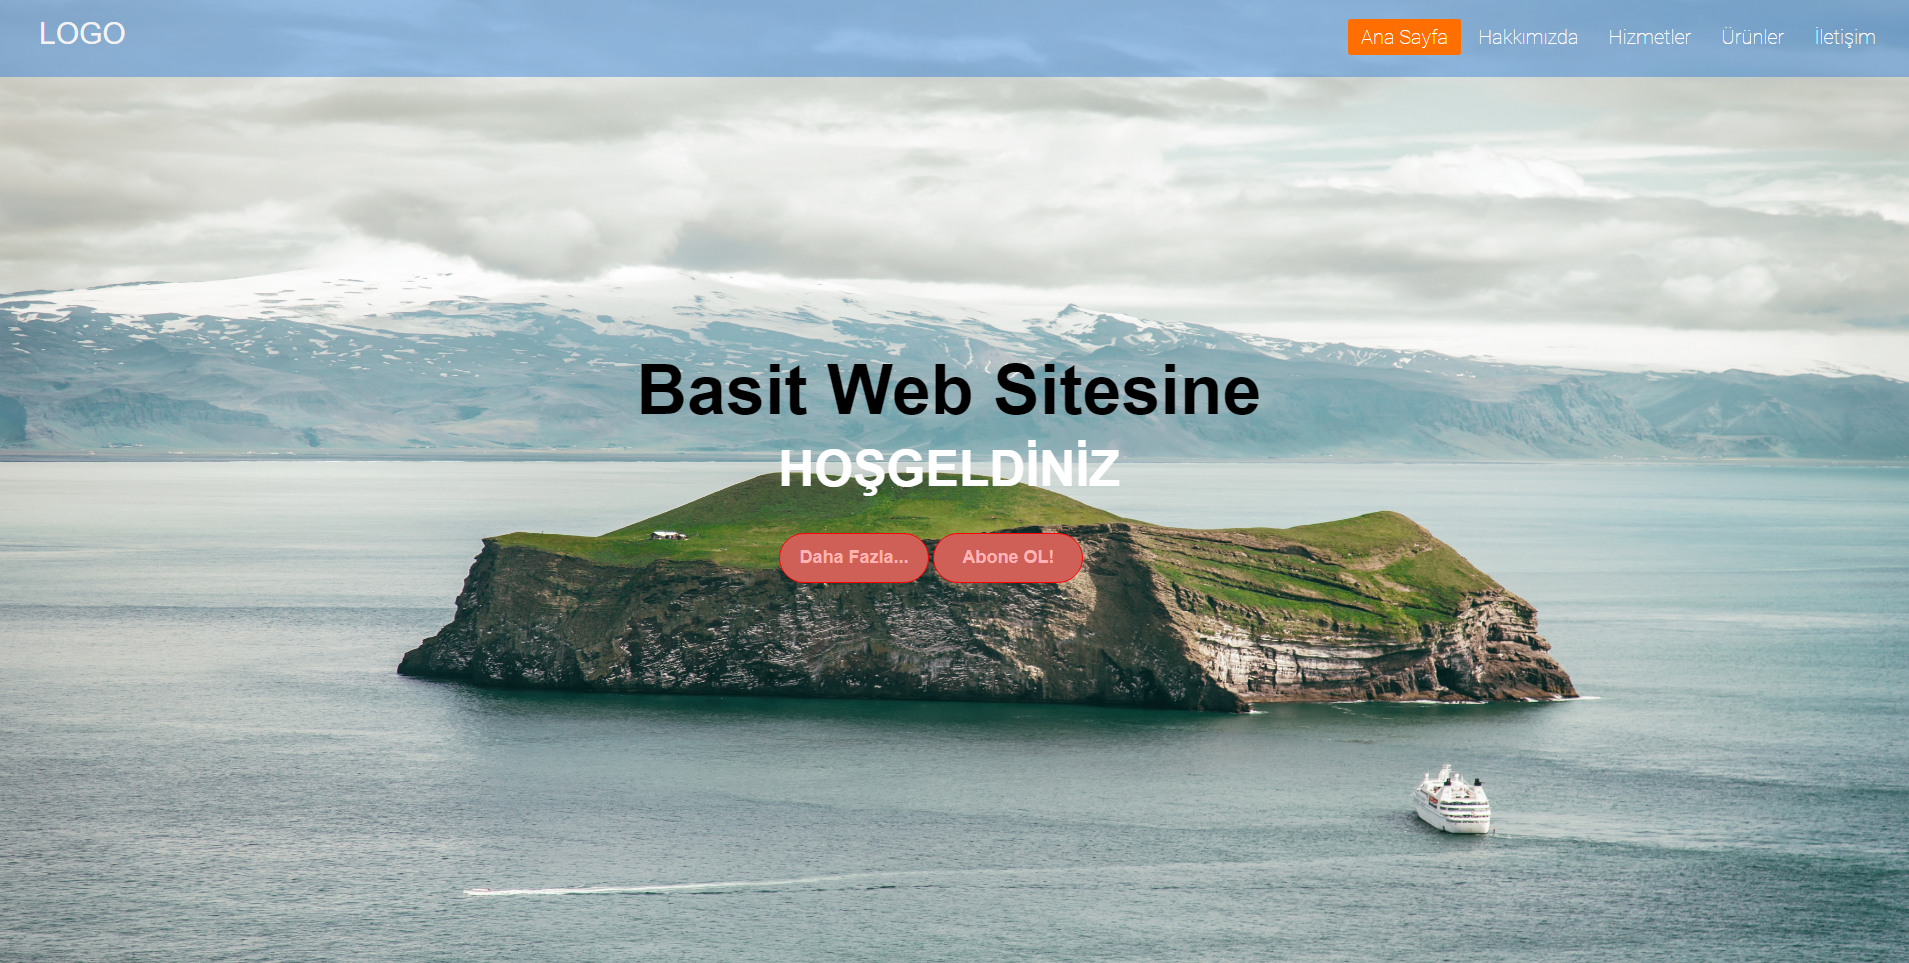 LOGO
Ana Sayfa Hakkımızda Hizmetler Ürünler İletişim
Basit Web Sitesine
HOŞGELDİNİZ
Daha Fazla... Abone OL!